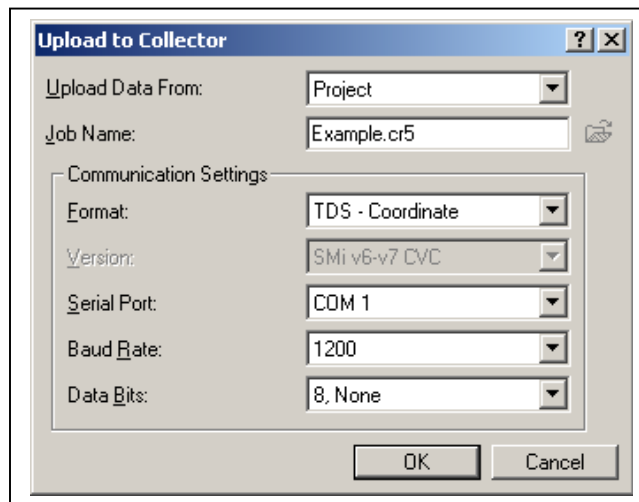 Upload to Collector
Upload Data From: Project
Job Name: Example.cr5
Communication Settings
Format: TDS - Coordinate
Version: SMi v6-v7 CVC
Serial Port: COM 1
Baud Rate: 1200
Data Bits: 8, None
OK Cancel